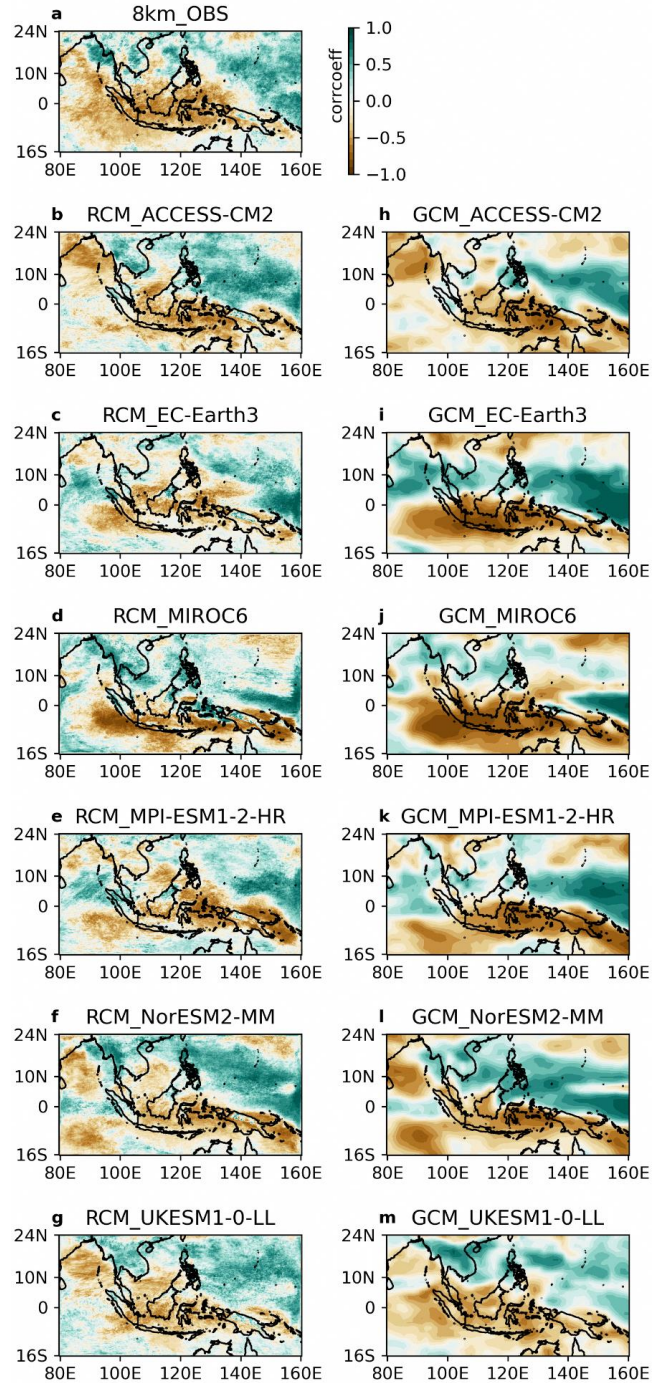 a 8km_OBS
24N
10N
0
16S
80E 100E 120E 140E 160E
corrcoeff
1.0
0.5
0.0
−0.5
−1.0
b RCM_ACCESS-CM2
24N
10N
0
16S
80E 100E 120E 140E 160E
h GCM_ACCESS-CM2
24N
10N
0
16S
80E 100E 120E 140E 160E
c RCM_EC-Earth3
24N
10N
0
16S
80E 100E 120E 140E 160E
i GCM_EC-Earth3
24N
10N
0
16S
80E 100E 120E 140E 160E
d RCM_MIROC6
24N
10N
0
16S
80E 100E 120E 140E 160E
j GCM_MIROC6
24N
10N
0
16S
80E 100E 120E 140E 160E
e RCM_MPI-ESM1-2-HR
24N
10N
0
16S
80E 100E 120E 140E 160E
k GCM_MPI-ESM1-2-HR
24N
10N
0
16S
80E 100E 120E 140E 160E
f RCM_NorESM2-MM
24N
10N
0
16S
80E 100E 120E 140E 160E
l GCM_NorESM2-MM
24N
10N
0
16S
80E 100E 120E 140E 160E
g RCM_UKESM1-0-LL
24N
10N
0
16S
80E 100E 120E 140E 160E
m GCM_UKESM1-0-LL
24N
10N
0
16S
80E 100E 120E 140E 160E